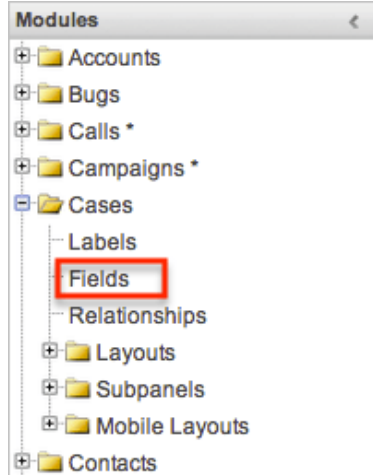 Modules
Accounts
Bugs
Calls *
Campaigns *
Cases
Labels
Fields
Relationships
Layouts
Subpanels
Mobile Layouts
Contacts